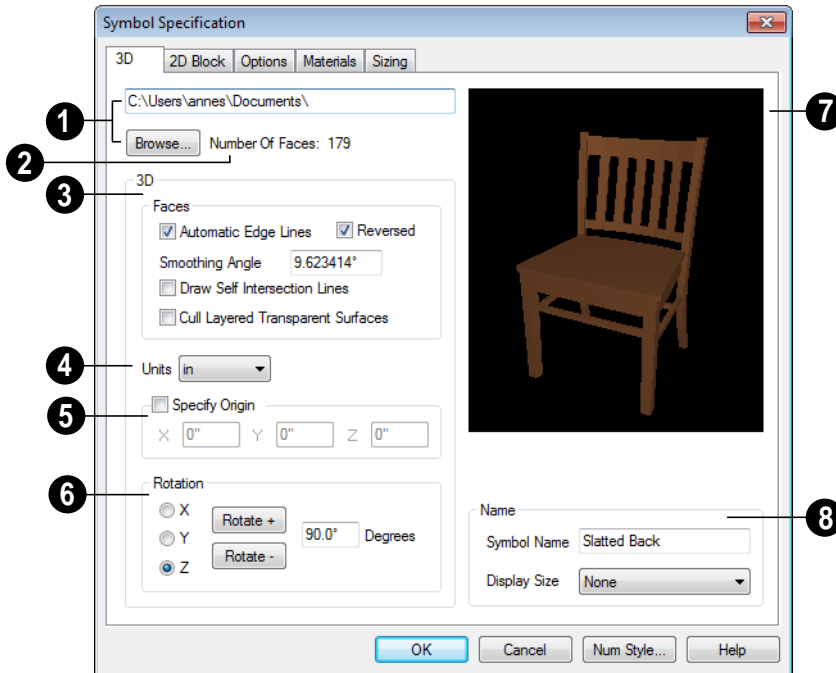 Symbol Specification
3D 2D Block Options Materials Sizing
C:\Users\annes\Documents\
1
7
Browse... Number Of Faces: 179
2
3D
3
Faces
Automatic Edge Lines Reversed
Smoothing Angle 9.623414°
Draw Self Intersection Lines
Cull Layered Transparent Surfaces
4
Units in
5
Specify Origin
X 0" Y 0" Z 0"
6
Rotation
X
Y
Z
Rotate +
Rotate -
90.0° Degrees
Name
8
Symbol Name Slatted Back
Display Size None
OK Cancel Num Style... Help